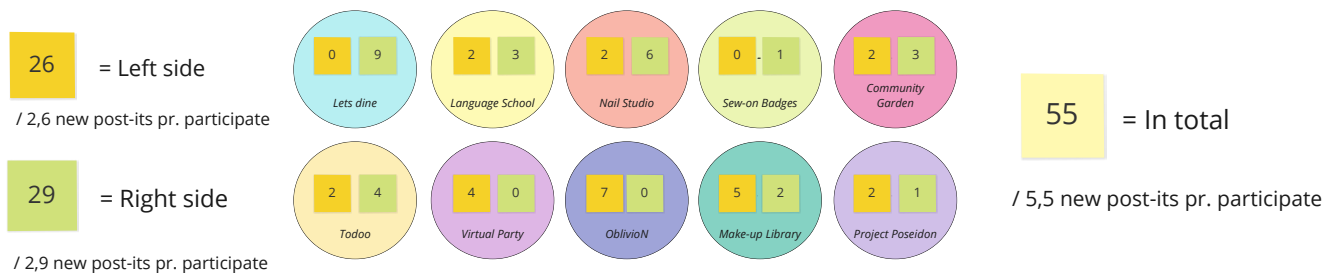 26 = Left side
/ 2,6 new post-its pr. participate
29 = Right side
/ 2,9 new post-its pr. participate
0 9
Lets dine
2 3
Language School
2 6
Nail Studio
0 - 1
Sew-on Badges
2 3
Community
Garden
2 4
Todoo
4 0
Virtual Party
7 0
OblivioN
5 2
Make-up Library
2 1
Project Poseidon
55 = In total
/ 5,5 new post-its pr. participate